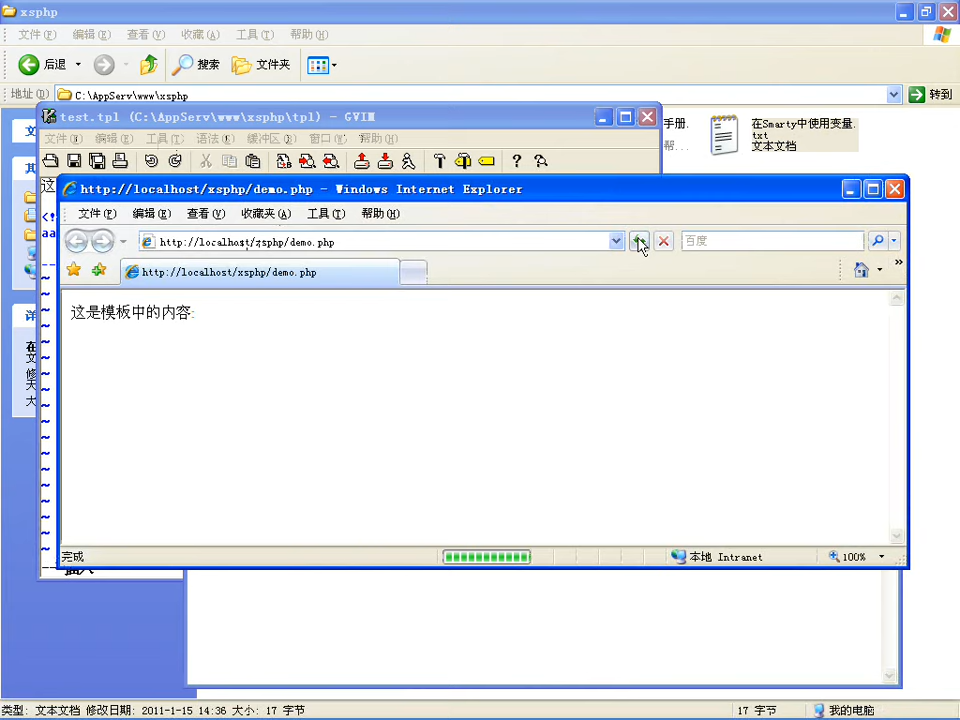 xsphp
文件(F) 编辑(E) 查看(V) 收藏(A) 工具(T) 帮助(H)
后退 搜索 文件夹
地址(D) C:\AppServ\www\xsphp 转到
test.tpl (C:\AppServ\www\xsphp\tpl) - GVIM
手册.
在Smarty中使用变量.
txt
文本文档
文件(F) 编辑(E) 工具(T) 语法(S) 缓冲区(B) 窗口(W) 帮助(H)
帮...
http://localhost/xsphp/demo.php - Windows Internet Explorer
文件(F) 编辑(E) 查看(V) 收藏夹(A) 工具(T) 帮助(H)
http://localhost/xsphp/demo.php 百度
http://localhost/xsphp/demo.php
这
<!
aa
这是模板中的内容:
完成 本地 Intranet 100%
类型: 文本文档 修改日期: 2011-1-15 14:36 大小: 17 字节 17 字节 我的电脑